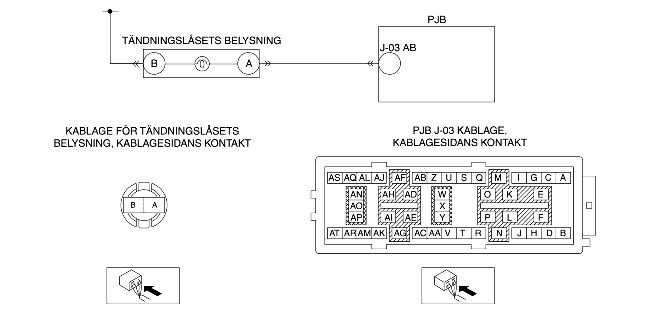 PJB
TÄNDNINGSLÅSETS BELYSNING
J-03 AB
B A
KABLAGE FÖR TÄNDNINGSLÅSETS
BELYSNING, KABLAGESIDANS KONTAKT
PJB J-03 KABLAGE,
KABLAGESIDANS KONTAKT
B A
AS AQ AL AJ AF AB Z U S Q M I G C A
AN AH AD W O K E
AO X
AP AI AE Y P L F
AT AR AM AK AG AC AA V T R N J H D B